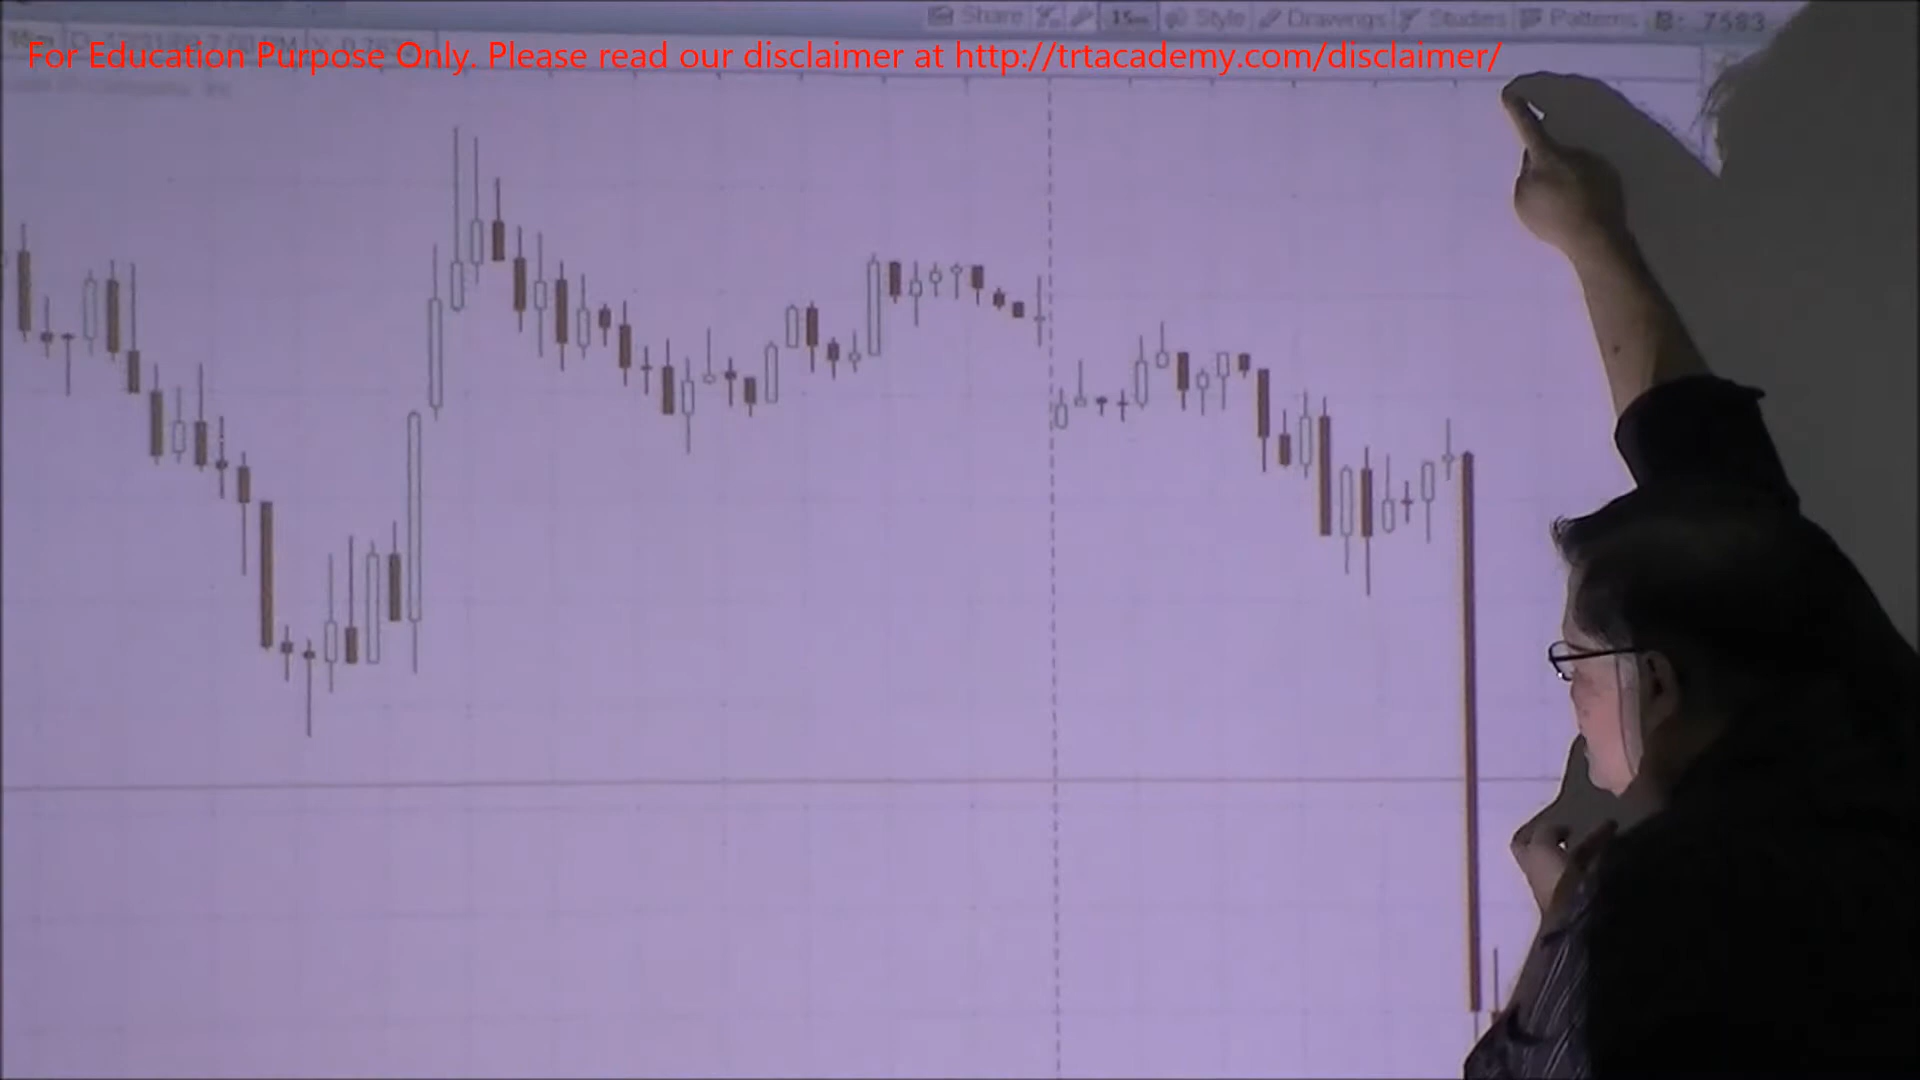 Share 15m Style Drawings Studies Patterns
For Education Purpose Only. Please read our disclaimer at http://trtacademy.com/disclaimer/